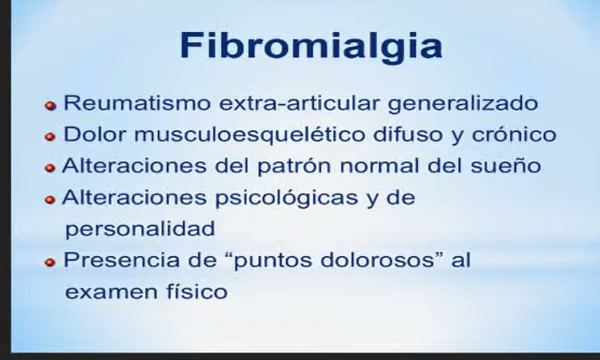 Fibromialgia
Reumatismo extra-articular generalizado
Dolor musculoesquelético difuso y crónico
Alteraciones del patrón normal del sueño
Alteraciones psicológicas y de
personalidad
Presencia de “puntos dolorosos” al
examen físico